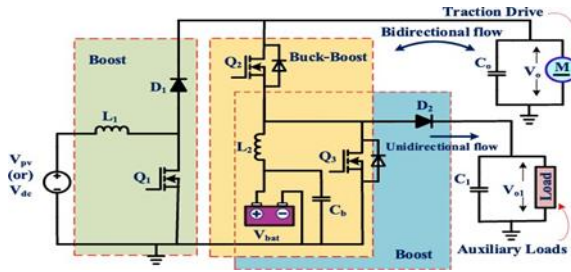 Traction Drive
Bidirectional flow
Boost
Q2
Buck-Boost
D1
Co
Vo
M
L1
D2
L2
Q3
Unidirectional flow
Vpv
(or)
Vdc
Q1
C1
Vo1
Load
+
−
Cb
Vbat
Boost
Auxiliary Loads